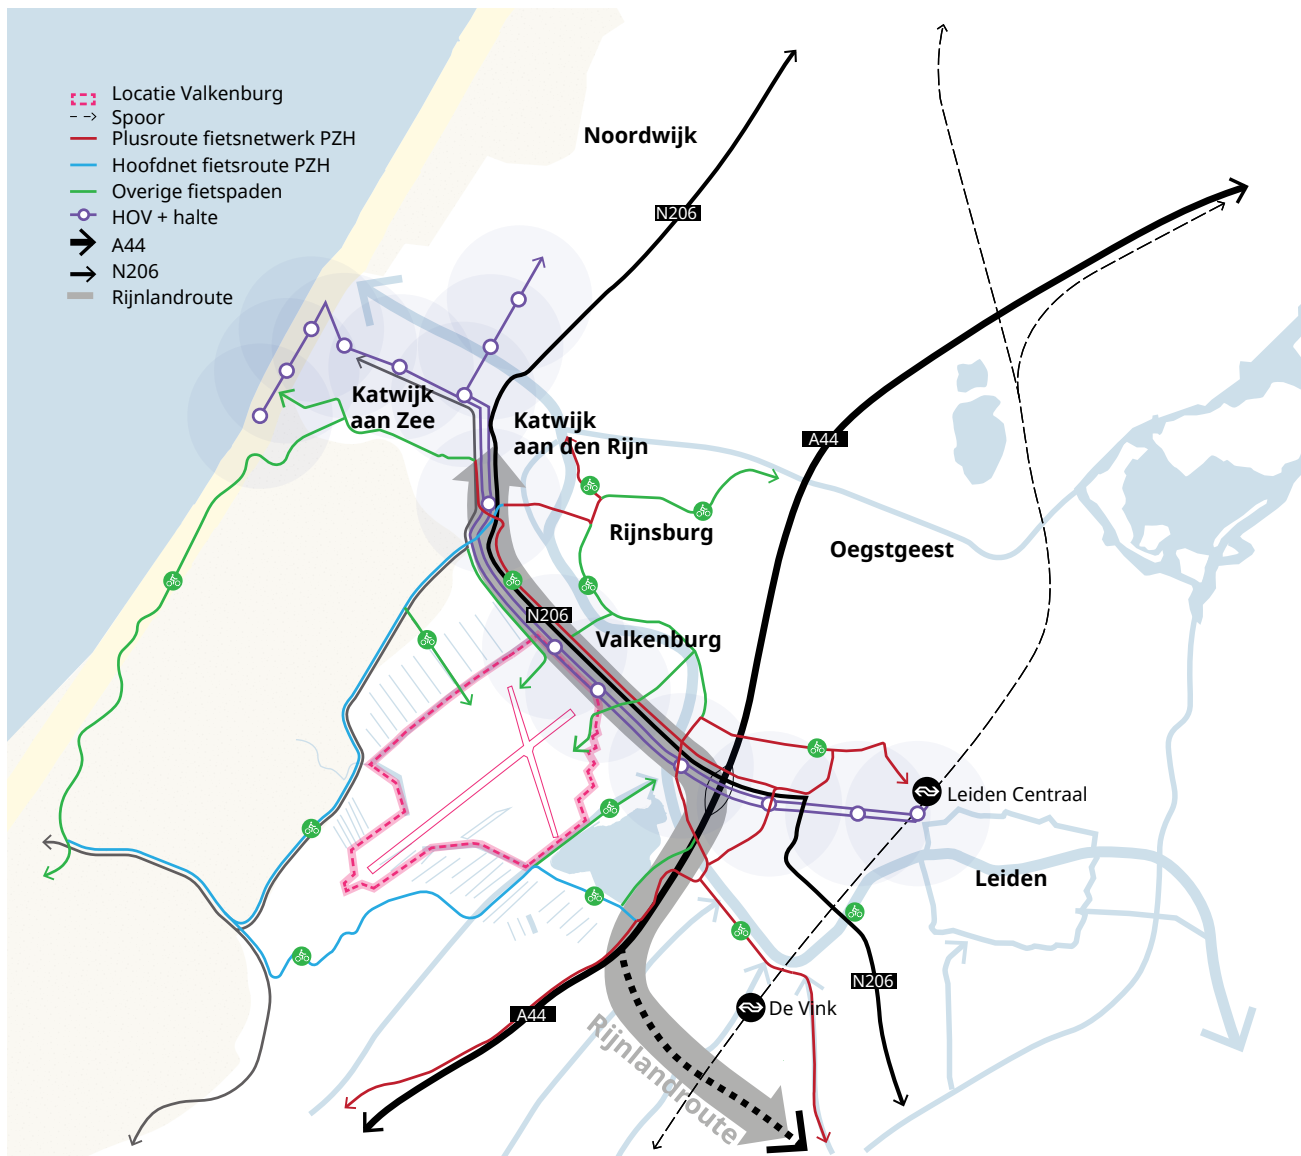 Locatie Valkenburg
Spoor
Plusroute fietsnetwerk PZH
Hoofdnet fietsroute PZH
Overige fietspaden
HOV + halte
A44
N206
Rijnlandroute
Noordwijk
N206
Katwijk
aan Zee
Katwijk
aan den Rijn
A44
Rijnsburg
Oegstgeest
N206
Valkenburg
Leiden Centraal
Leiden
N206
De Vink
A44
Rijnlandroute